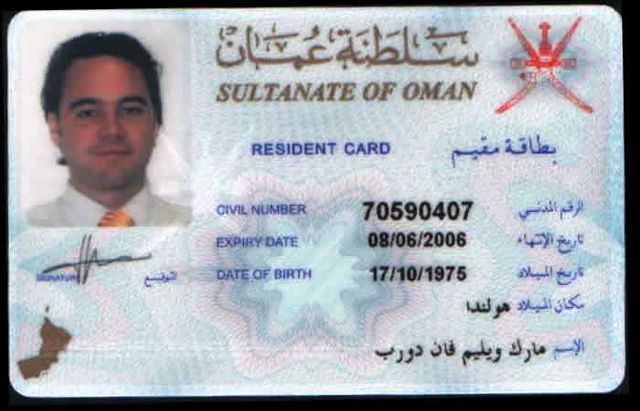 سلطنة عمان
SULTANATE OF OMAN
RESIDENT CARD بطاقة مقيم
CIVIL NUMBER 70590407 الرقم المدني
EXPIRY DATE 08/06/2006 تاريخ الإنتهاء
DATE OF BIRTH 17/10/1975 تاريخ الميلاد
مكان الميلاد هولندا
الإسم مارك ويليم فان دورب
SIGNATURE التوقيع